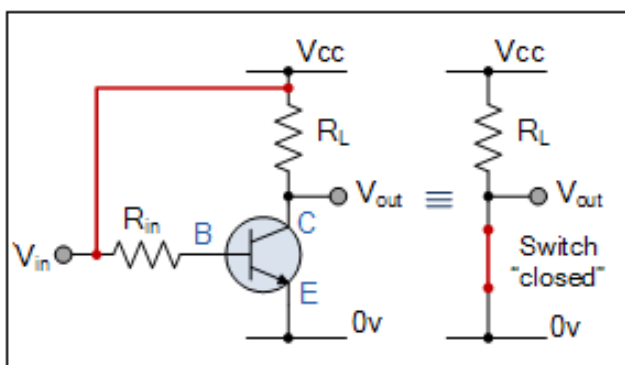 Vcc
Vcc
RL
RL
Vout
Vout
≡
Rin
B
C
Vin
E
Switch
"closed"
0v
0v